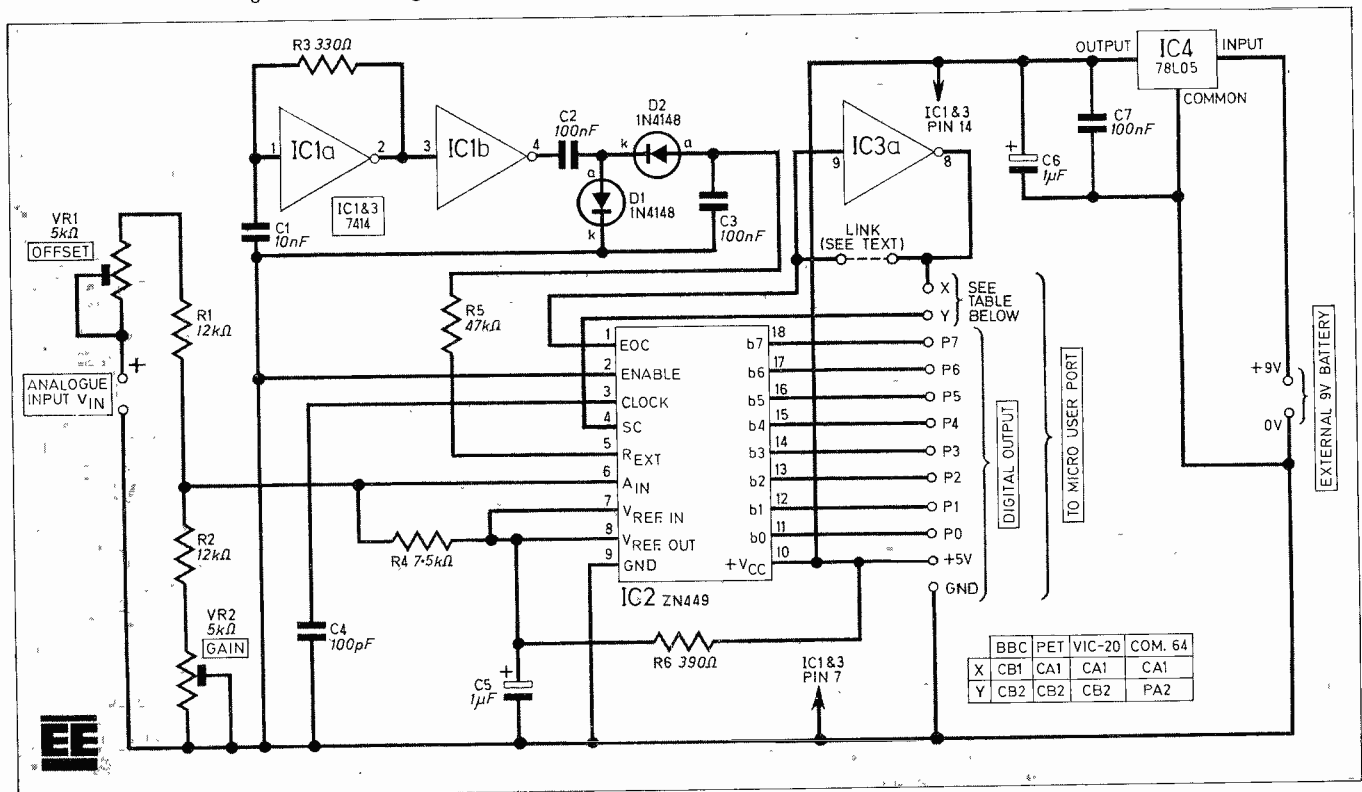 R3 330Ω
1
IC1a
2
3
IC1b
4
C2
100nF
D2
1N4148
k
a
a
D1
1N4148
k
C1
10nF
IC1&3
7414
C3
100nF
IC1&3
PIN 14
9
IC3a
8
LINK
(SEE TEXT)
OUTPUT
IC4
78L05
INPUT
COMMON
+
C6
1µF
C7
100nF
VR1
5kΩ
OFFSET
R1
12kΩ
+
ANALOGUE
INPUT VIN
R2
12kΩ
VR2
5kΩ
GAIN
R5
47kΩ
R4 7·5kΩ
C4
100pF
+
C5
1µF
R6 390Ω
1 EOC
2 ENABLE
3 CLOCK
4 SC
5 REXT
6 AIN
7 VREF. IN
8 VREF. OUT
9 GND
b7 18
b6 17
b5 16
b4 15
b3 14
b2 13
b1 12
b0 11
+VCC 10
IC2 ZN449
X
Y
SEE
TABLE
BELOW
P7
P6
P5
P4
P3
P2
P1
P0
+5V
GND
DIGITAL OUTPUT
TO MICRO USER PORT
+9V
0V
EXTERNAL 9V BATTERY
IC1&3
PIN 7
BBC PET VIC-20 COM. 64
X CB1 CA1 CA1 CA1
Y CB2 CB2 CB2 PA2
EE